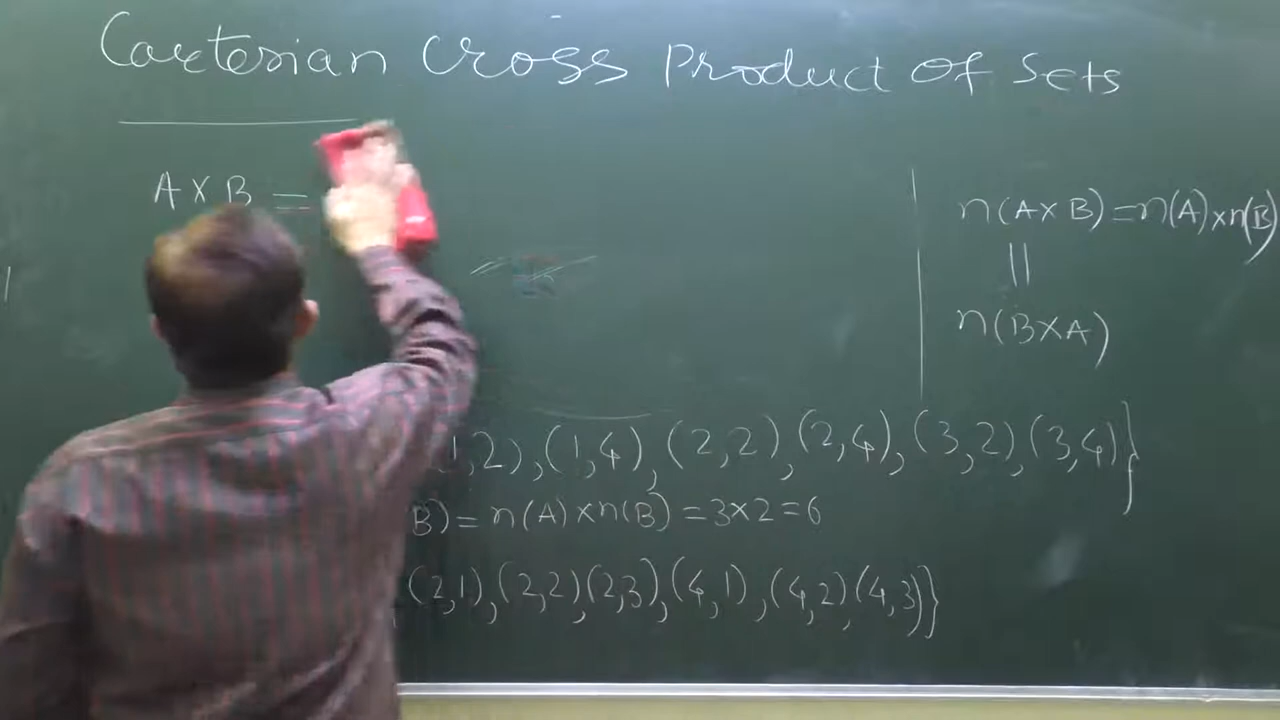 Cartesian Cross Product Of Sets
A X B =
n(A X B) = n(A) x n(B)
||
n(B X A)
1,2), (1,4), (2,2), (2,4), (3,2), (3,4)}
B) = n(A) x n(B) = 3 x 2 = 6
(2,1), (2,2), (2,3), (4,1), (4,2) (4,3)}